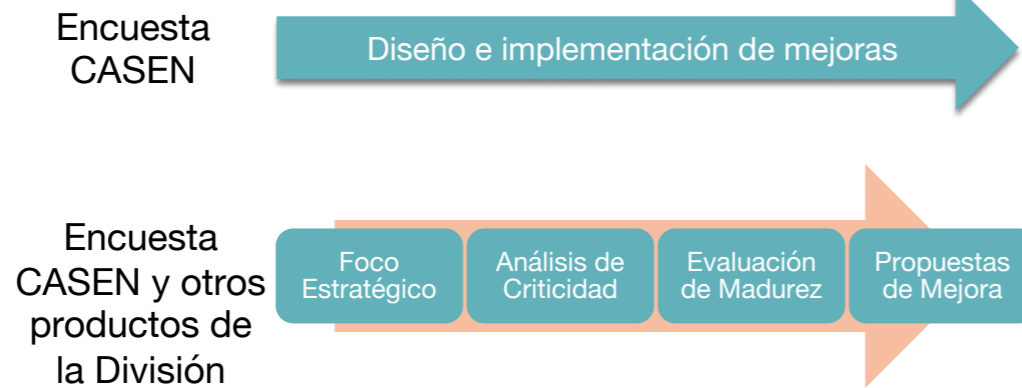 Encuesta
CASEN
Diseño e implementación de mejoras
Encuesta
CASEN y otros
productos de
la División
Foco
Estratégico
Análisis de
Criticidad
Evaluación
de Madurez
Propuestas
de Mejora